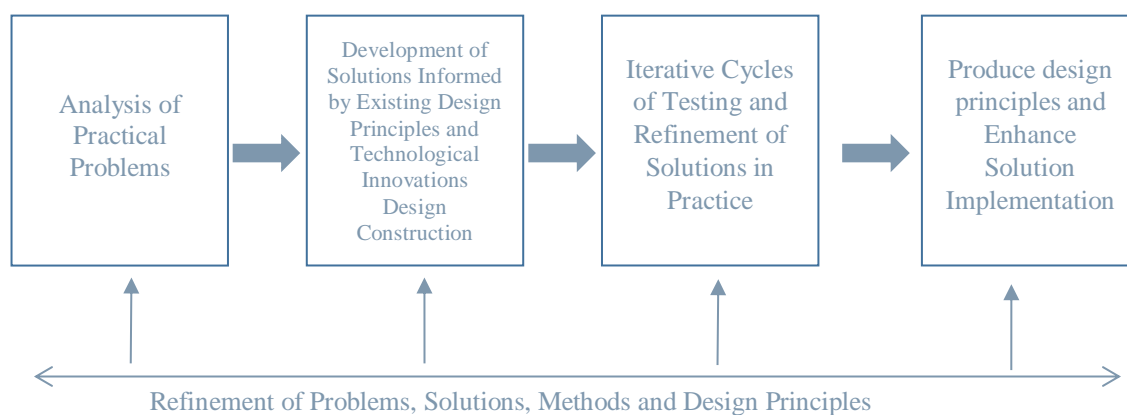 Analysis of
Practical
Problems
Development of
Solutions Informed
by Existing Design
Principles and
Technological
Innovations
Design
Construction
Iterative Cycles
of Testing and
Refinement of
Solutions in
Practice
Produce design
principles and
Enhance
Solution
Implementation
Refinement of Problems, Solutions, Methods and Design Principles